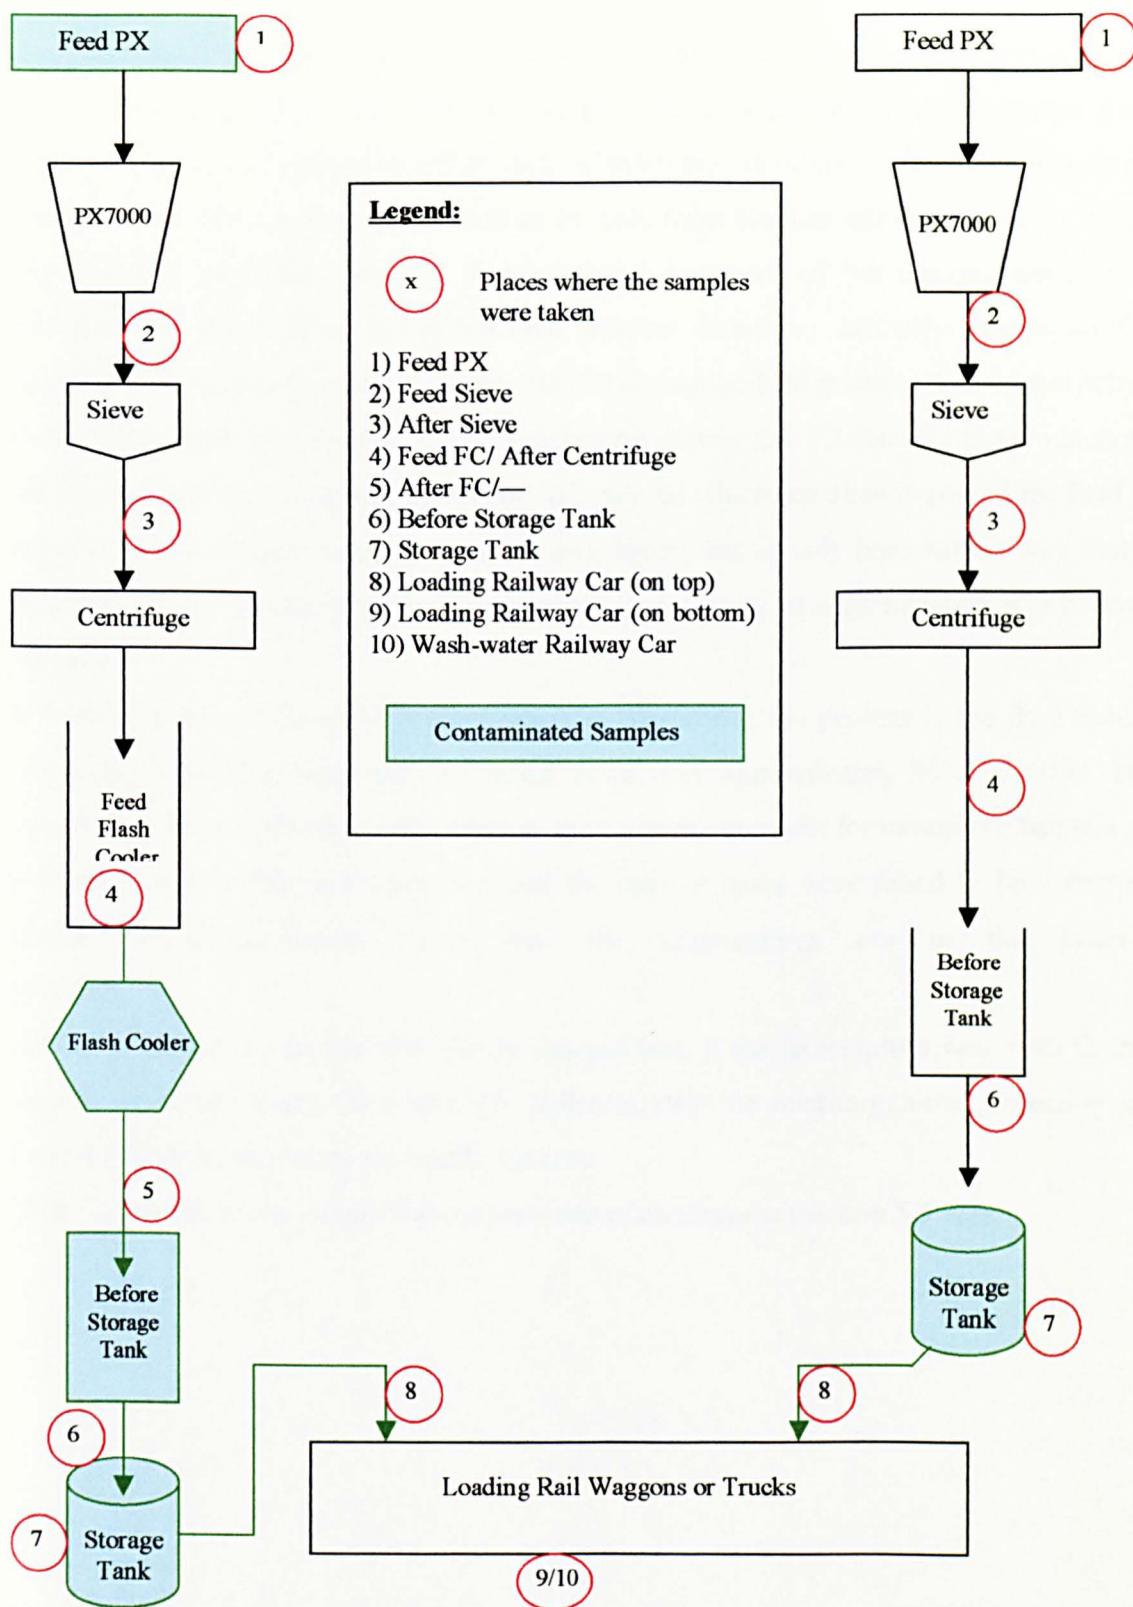 Feed PX
1
PX7000
2
Sieve
3
Centrifuge
Feed
Flash
Cooler
4
Flash Cooler
5
Before
Storage
Tank
6
Storage
Tank
7
8
Legend:
x
Places where the samples
were taken
1) Feed PX
2) Feed Sieve
3) After Sieve
4) Feed FC/ After Centrifuge
5) After FC/—
6) Before Storage Tank
7) Storage Tank
8) Loading Railway Car (on top)
9) Loading Railway Car (on bottom)
10) Wash-water Railway Car
Contaminated Samples
Feed PX
1
PX7000
2
Sieve
3
Centrifuge
4
Before
Storage
Tank
6
Storage
Tank
7
8
Loading Rail Waggons or Trucks
9/10